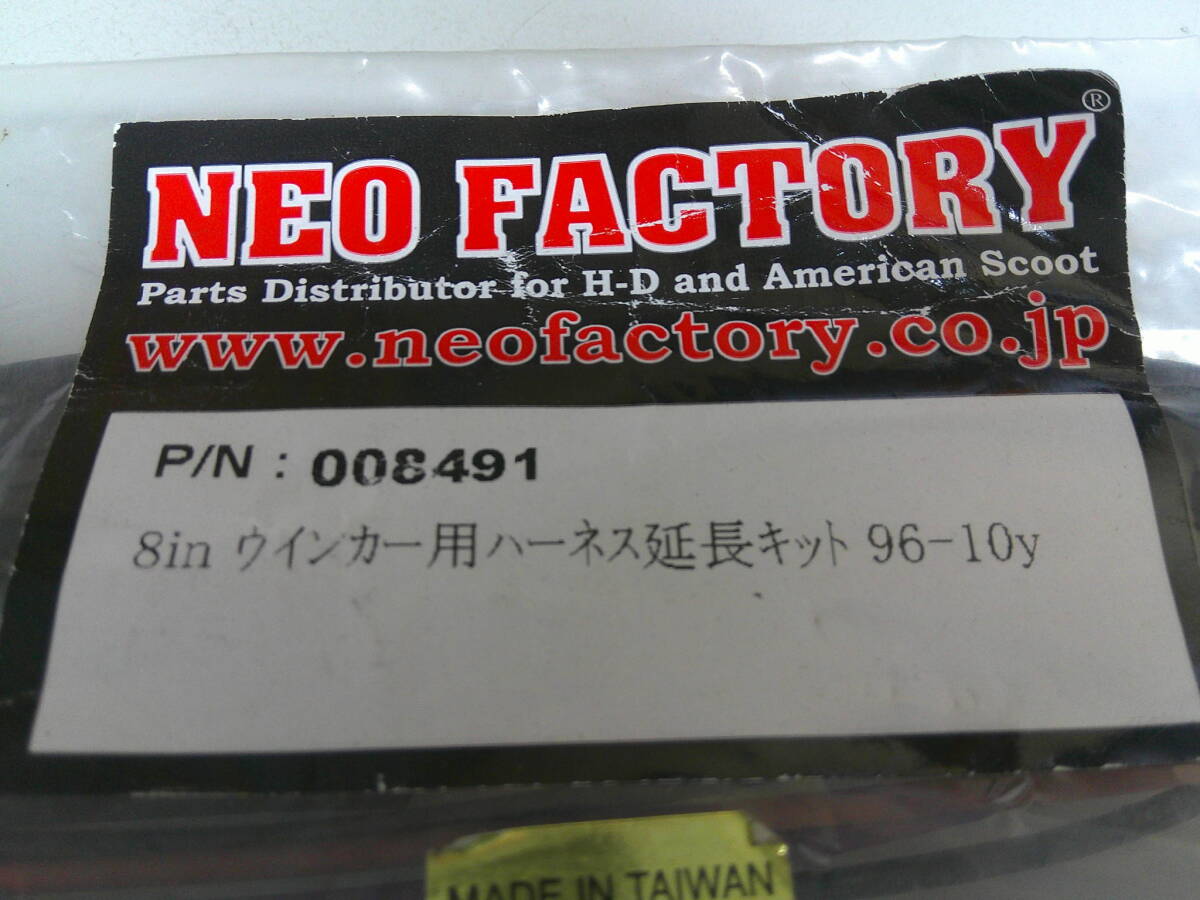 NEO FACTORY®
Parts Distributor for H-D and American Scoot
www.neofactory.co.jp
P/N : 008491
8in ウインカー用ハーネス延長キット 96-10y
MADE IN TAIWAN